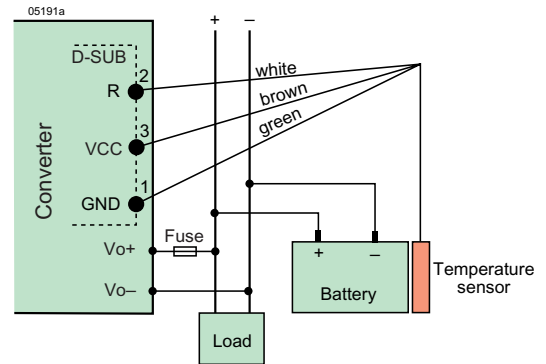 05191a
+ –
D-SUB
2
R
white
brown
3
VCC
green
1
GND
Converter
Vo+
Fuse
Vo–
+ –
Battery
Temperature
sensor
Load